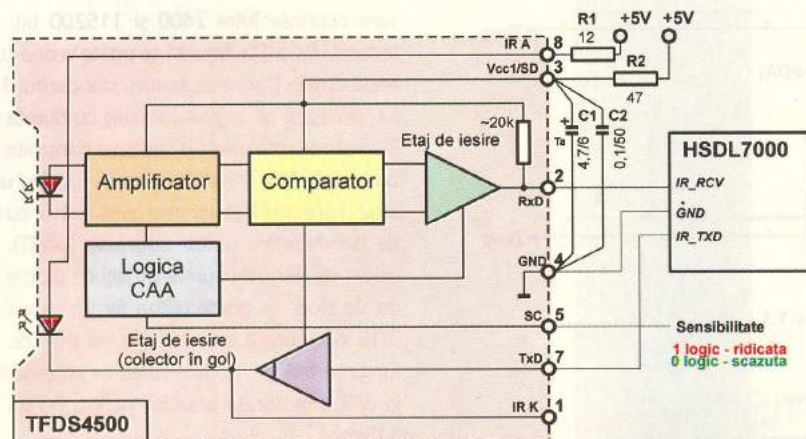 R1
+5V
+5V
IR A
8
12
Vcc1/SD
3
R2
47
~20k
Etaj de iesire
+
C1
C2
Ta
4,7/6
0,1/50
HSDL7000
Amplificator
Comparator
2
RxD
IR_RCV
GND
IR_TXD
Logica
CAA
GND
4
SC
5
Etaj de iesire
(colector în gol)
TxD
7
Sensibilitate
1 logic - ridicata
0 logic - scazuta
IR K
1
TFDS4500